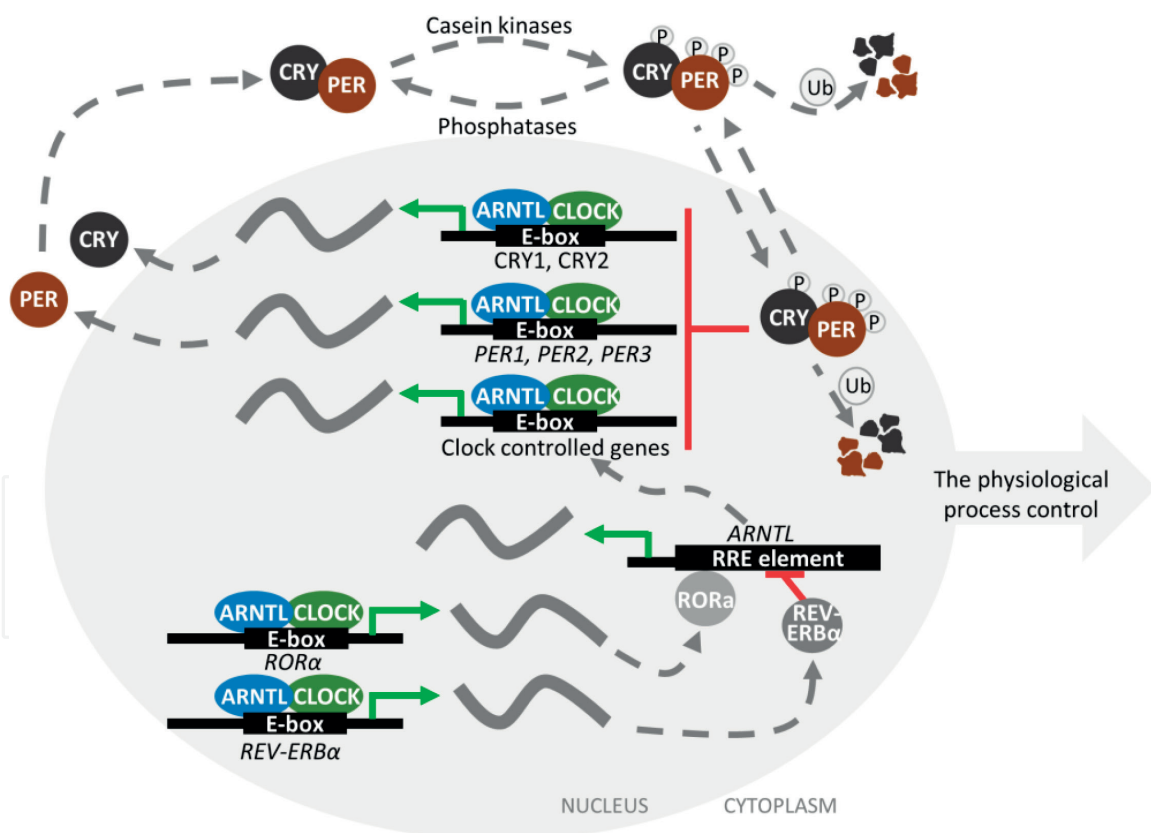 Casein kinases
P
P
P
P
CRY
PER
CRY
PER
Ub
Phosphatases
ARNTL CLOCK
E-box
CRY1, CRY2
CRY
PER
ARNTL CLOCK
E-box
PER1, PER2, PER3
P
P
P
P
CRY
PER
Ub
ARNTL CLOCK
E-box
Clock controlled genes
The physiological
process control
ARNTL
RRE element
RORa
REV-
ERBα
ARNTL CLOCK
E-box
RORα
ARNTL CLOCK
E-box
REV-ERBα
NUCLEUS
CYTOPLASM